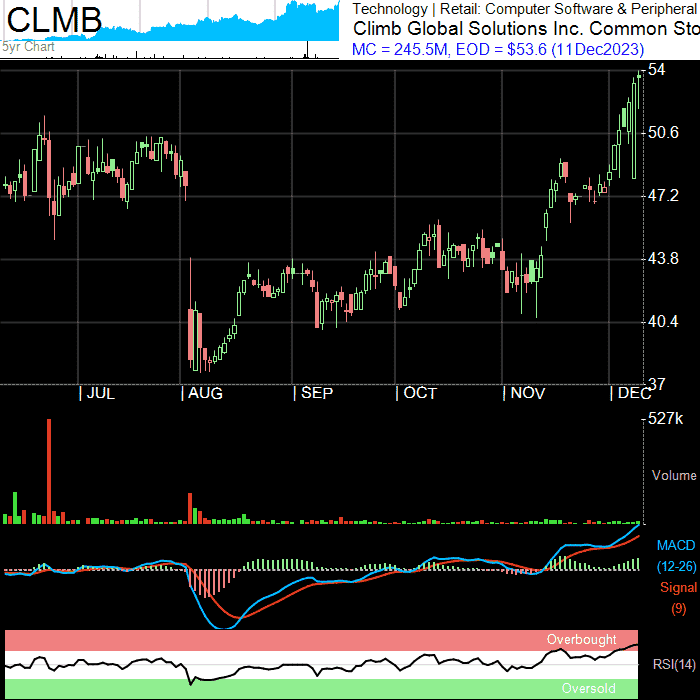 CLMB
5yr Chart
Technology | Retail: Computer Software & Peripheral
Climb Global Solutions Inc. Common Sto
MC = 245.5M, EOD = $53.6 (11Dec2023)
54
50.6
47.2
43.8
40.4
37
JUL
AUG
SEP
OCT
NOV
DEC
527k
Volume
MACD
(12-26)
Signal
(9)
Overbought
RSI(14)
Oversold